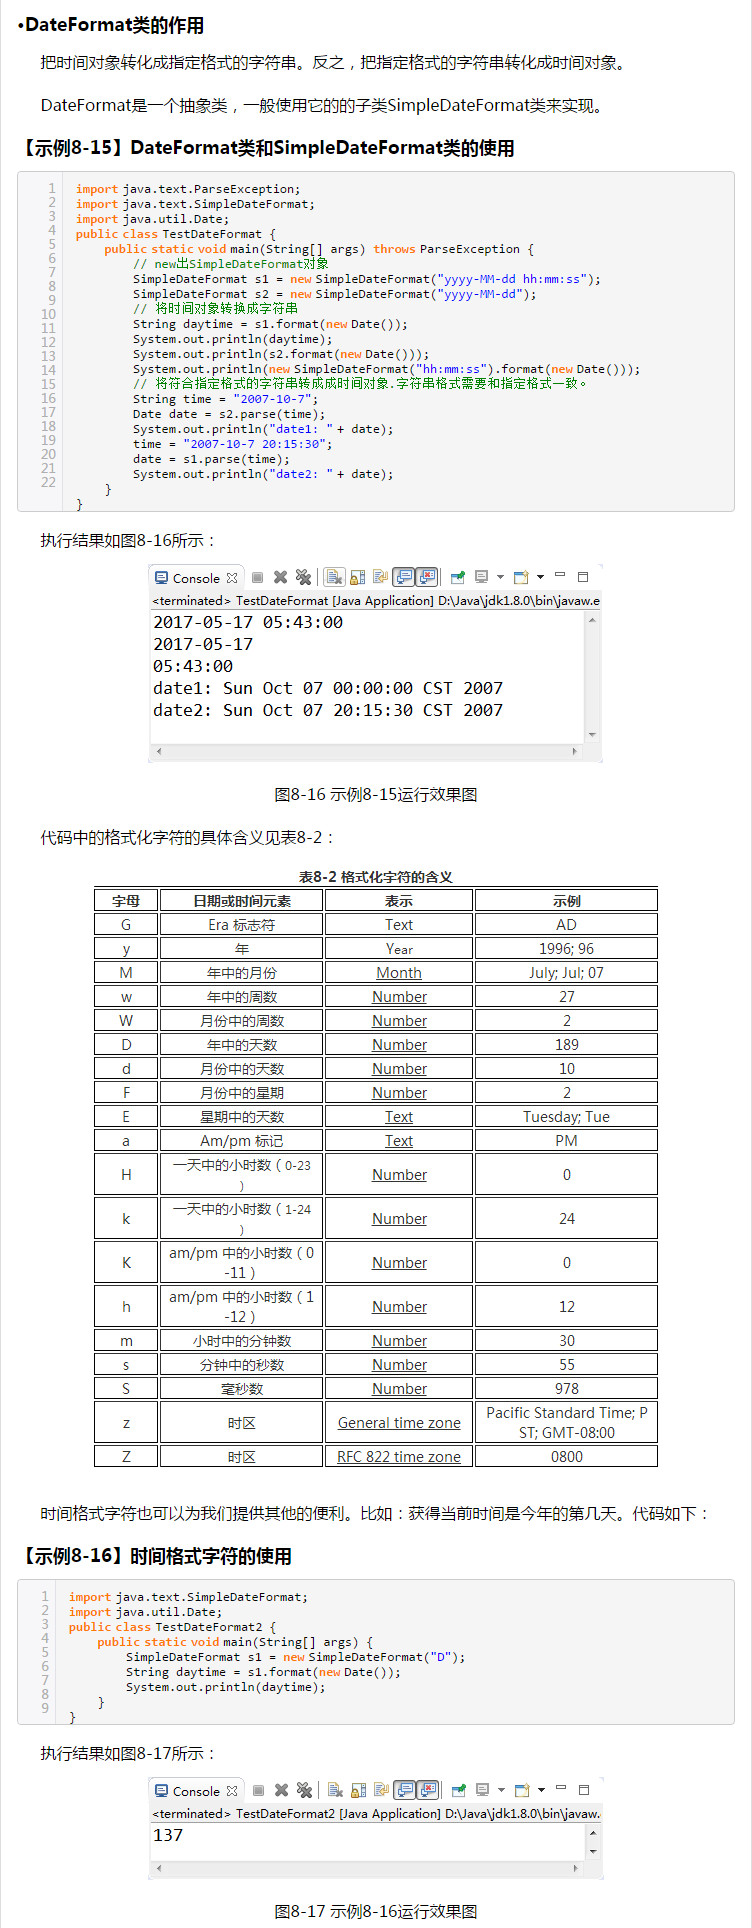 •DateFormat类的作用
把时间对象转化成指定格式的字符串。反之，把指定格式的字符串转化成时间对象。
DateFormat是一个抽象类，一般使用它的的子类SimpleDateFormat类来实现。
【示例8-15】DateFormat类和SimpleDateFormat类的使用
1 import java.text.ParseException;
2 import java.text.SimpleDateFormat;
3 import java.util.Date;
4 public class TestDateFormat {
5 public static void main(String[] args) throws ParseException {
6 // new出SimpleDateFormat对象
7 SimpleDateFormat s1 = new SimpleDateFormat("yyyy-MM-dd hh:mm:ss");
8 SimpleDateFormat s2 = new SimpleDateFormat("yyyy-MM-dd");
9 // 将时间对象转换成字符串
10 String daytime = s1.format(new Date());
11 System.out.println(daytime);
12 System.out.println(s2.format(new Date()));
13 System.out.println(new SimpleDateFormat("hh:mm:ss").format(new Date()));
14 // 将符合指定格式的字符串转成成时间对象.字符串格式需要和指定格式一致。
15 String time = "2007-10-7";
16 Date date = s2.parse(time);
17 System.out.println("date1: " + date);
18 time = "2007-10-7 20:15:30";
19 date = s1.parse(time);
20 System.out.println("date2: " + date);
21 }
22 }
执行结果如图8-16所示：
Console
<terminated> TestDateFormat [Java Application] D:\Java\jdk1.8.0\bin\javaw.e
2017-05-17 05:43:00
2017-05-17
05:43:00
date1: Sun Oct 07 00:00:00 CST 2007
date2: Sun Oct 07 20:15:30 CST 2007
图8-16 示例8-15运行效果图
代码中的格式化字符的具体含义见表8-2：
表8-2 格式化字符的含义
字母 日期或时间元素 表示 示例
G Era 标志符 Text AD
y 年 Year 1996; 96
M 年中的月份 Month July; Jul; 07
w 年中的周数 Number 27
W 月份中的周数 Number 2
D 年中的天数 Number 189
d 月份中的天数 Number 10
F 月份中的星期 Number 2
E 星期中的天数 Text Tuesday; Tue
a Am/pm 标记 Text PM
H 一天中的小时数（0-23） Number 0
k 一天中的小时数（1-24） Number 24
K am/pm 中的小时数（0-11） Number 0
h am/pm 中的小时数（1-12） Number 12
m 小时中的分钟数 Number 30
s 分钟中的秒数 Number 55
S 毫秒数 Number 978
z 时区 General time zone Pacific Standard Time; PST; GMT-08:00
Z 时区 RFC 822 time zone 0800
时间格式字符也可以为我们提供其他的便利。比如：获得当前时间是今年的第几天。代码如下：
【示例8-16】时间格式字符的使用
1 import java.text.SimpleDateFormat;
2 import java.util.Date;
3 public class TestDateFormat2 {
4 public static void main(String[] args) {
5 SimpleDateFormat s1 = new SimpleDateFormat("D");
6 String daytime = s1.format(new Date());
7 System.out.println(daytime);
8 }
9 }
执行结果如图8-17所示：
Console
<terminated> TestDateFormat2 [Java Application] D:\Java\jdk1.8.0\bin\javaw.
137
图8-17 示例8-16运行效果图